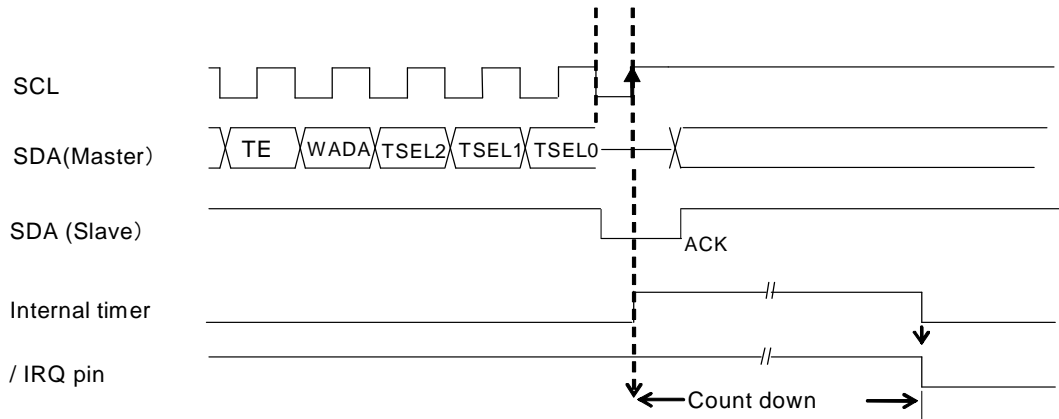 SCL
SDA(Master）
TE WADA TSEL2 TSEL1 TSEL0
SDA (Slave）
ACK
Internal timer
/ IRQ pin
Count down